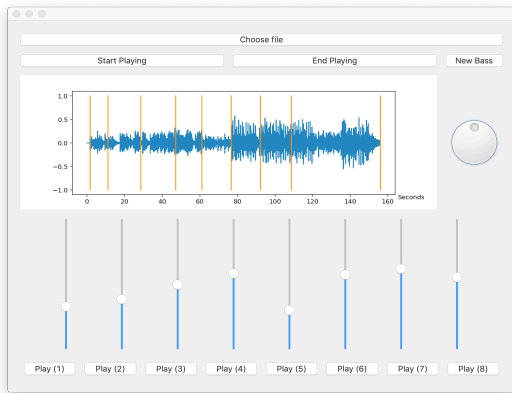 Choose file
Start Playing End Playing New Bass
1.0
0.5
0.0
−0.5
−1.0
0 20 40 60 80 100 120 140 160 Seconds
Play (1) Play (2) Play (3) Play (4) Play (5) Play (6) Play (7) Play (8)